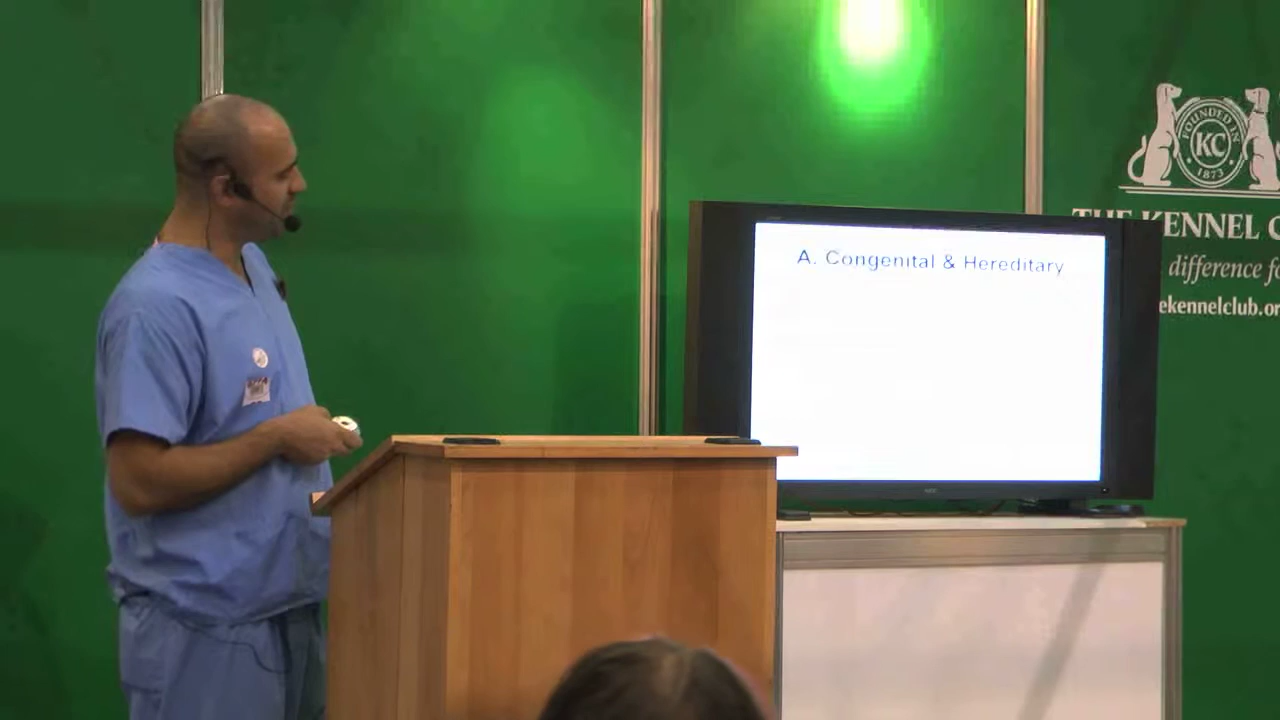 A. Congenital & Hereditary
FOUNDED IN
KC
1873
THE KENNEL C
difference fo
ekennelclub.or